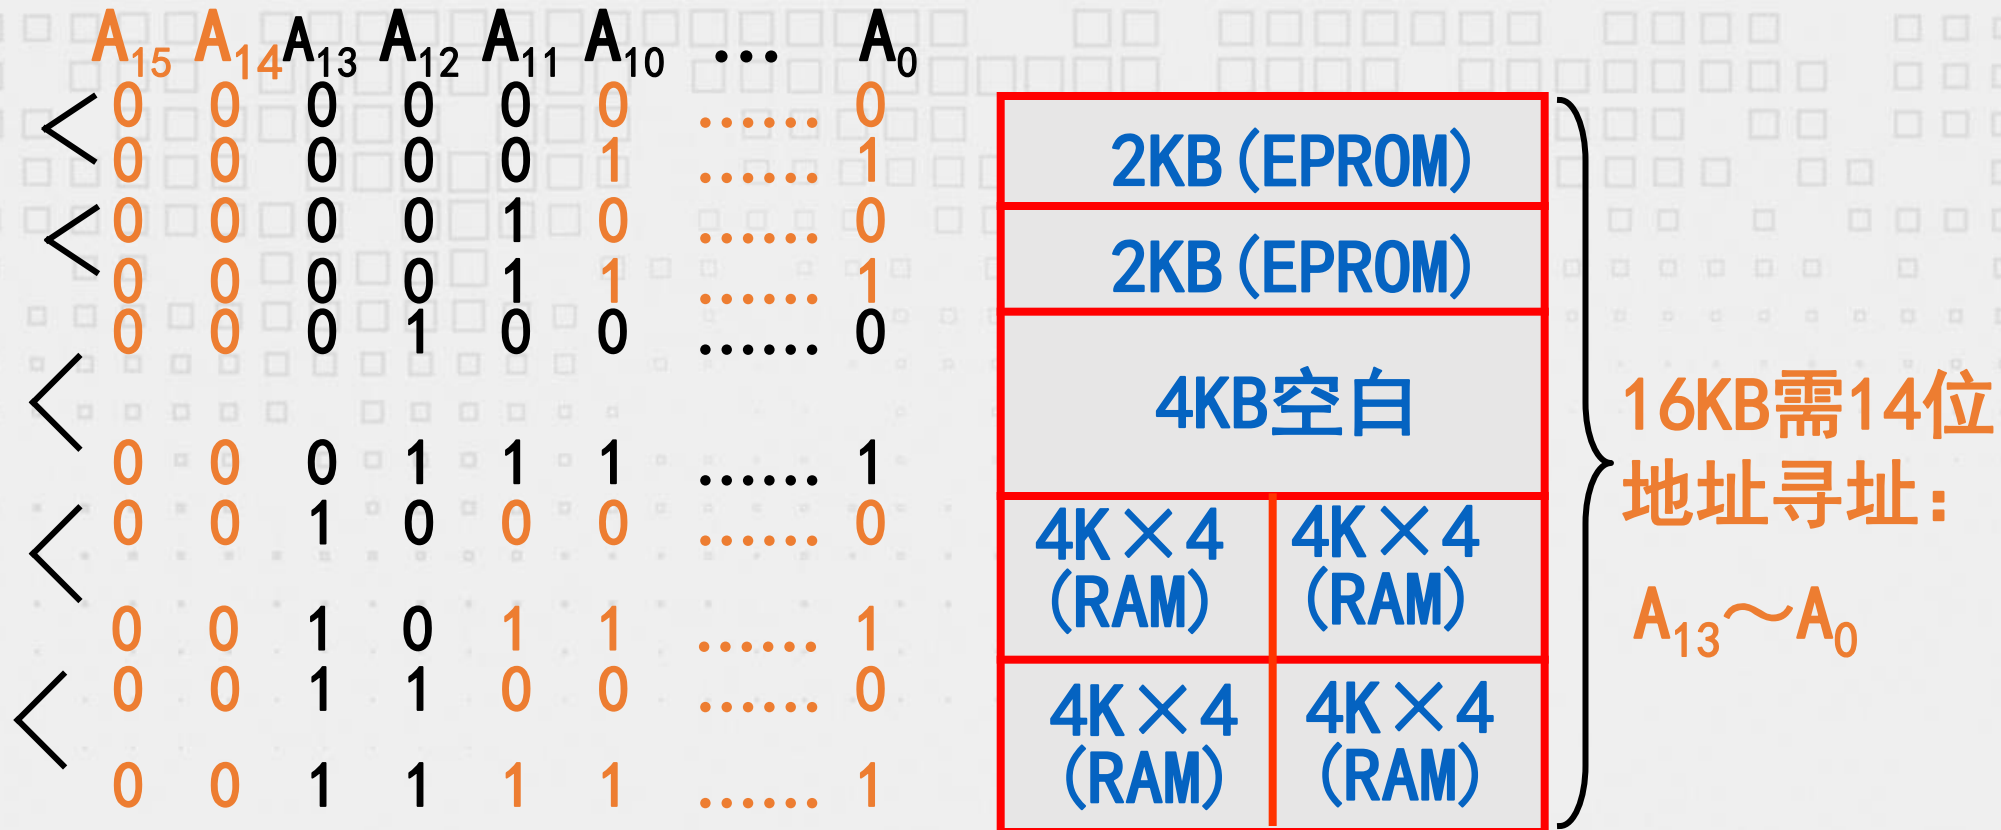 A15 A14 A13 A12 A11 A10 ... A0
0 0 0 0 0 0 ...... 0
0 0 0 0 0 1 ...... 1
0 0 0 0 1 0 ...... 0
0 0 0 0 1 1 ...... 1
0 0 0 1 0 0 ...... 0
0 0 0 1 1 1 ...... 1
0 0 1 0 0 0 ...... 0
0 0 1 0 1 1 ...... 1
0 0 1 1 0 0 ...... 0
0 0 1 1 1 1 ...... 1
2KB(EPROM)
2KB(EPROM)
4KB空白
4K×4
(RAM)
4K×4
(RAM)
4K×4
(RAM)
4K×4
(RAM)
16KB需14位
地址寻址：
A13～A0